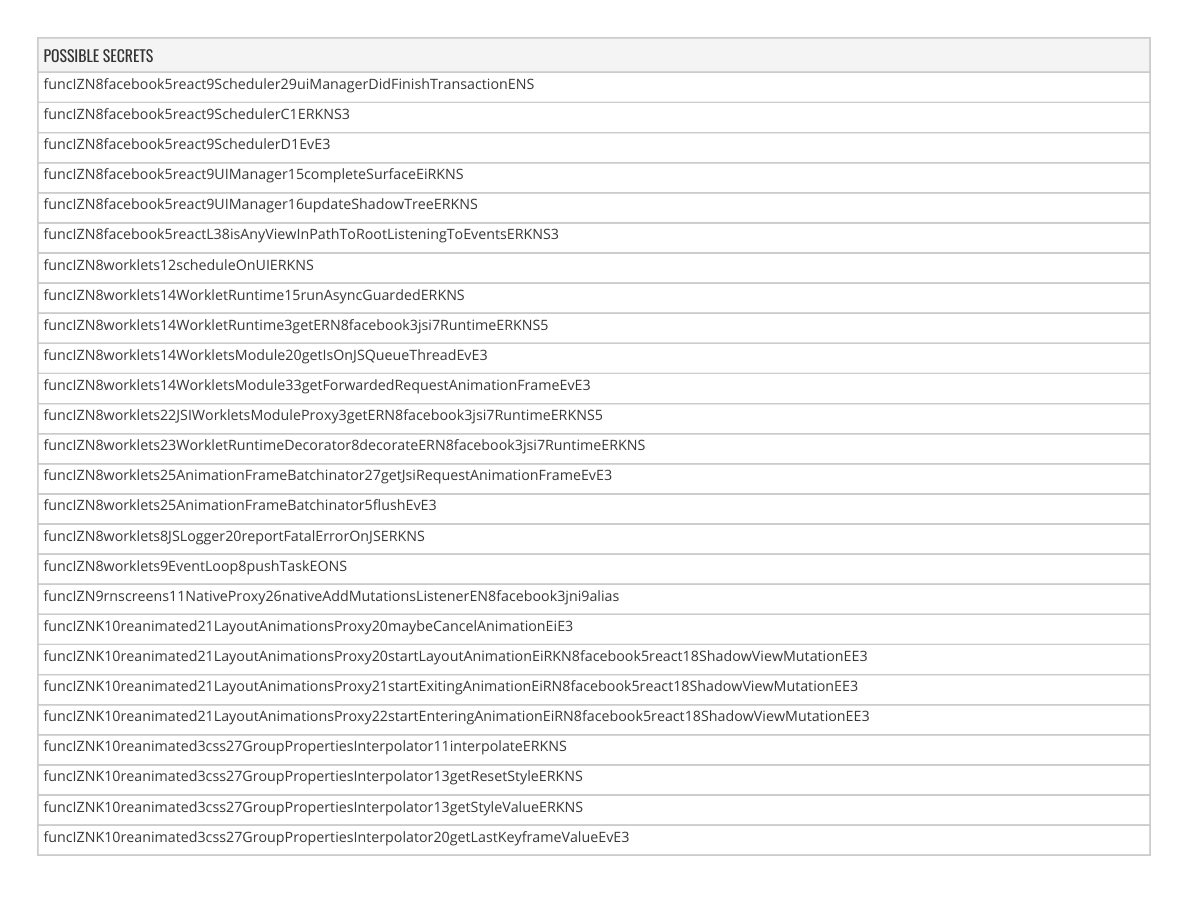 POSSIBLE SECRETS
funcIZN8facebook5react9Scheduler29uiManagerDidFinishTransactionENS
funcIZN8facebook5react9SchedulerC1ERKNS3
funcIZN8facebook5react9SchedulerD1EvE3
funcIZN8facebook5react9UIManager15completeSurfaceEiRKNS
funcIZN8facebook5react9UIManager16updateShadowTreeERKNS
funcIZN8facebook5reactL38isAnyViewInPathToRootListeningToEventsERKNS3
funcIZN8worklets12scheduleOnUIERKNS
funcIZN8worklets14WorkletRuntime15runAsyncGuardedERKNS
funcIZN8worklets14WorkletRuntime3getERN8facebook3jsi7RuntimeERKNS5
funcIZN8worklets14WorkletsModule20getIsOnJSQueueThreadEvE3
funcIZN8worklets14WorkletsModule33getForwardedRequestAnimationFrameEvE3
funcIZN8worklets22JSIWorkletsModuleProxy3getERN8facebook3jsi7RuntimeERKNS5
funcIZN8worklets23WorkletRuntimeDecorator8decorateERN8facebook3jsi7RuntimeERKNS
funcIZN8worklets25AnimationFrameBatchinator27getJsiRequestAnimationFrameEvE3
funcIZN8worklets25AnimationFrameBatchinator5flushEvE3
funcIZN8worklets8JSLogger20reportFatalErrorOnJSERKNS
funcIZN8worklets9EventLoop8pushTaskEONS
funcIZN9rnscreens11NativeProxy26nativeAddMutationsListenerEN8facebook3jni9alias
funcIZNK10reanimated21LayoutAnimationsProxy20maybeCancelAnimationEiE3
funcIZNK10reanimated21LayoutAnimationsProxy20startLayoutAnimationEiRKN8facebook5react18ShadowViewMutationEE3
funcIZNK10reanimated21LayoutAnimationsProxy21startExitingAnimationEiRN8facebook5react18ShadowViewMutationEE3
funcIZNK10reanimated21LayoutAnimationsProxy22startEnteringAnimationEiRN8facebook5react18ShadowViewMutationEE3
funcIZNK10reanimated3css27GroupPropertiesInterpolator11interpolateERKNS
funcIZNK10reanimated3css27GroupPropertiesInterpolator13getResetStyleERKNS
funcIZNK10reanimated3css27GroupPropertiesInterpolator13getStyleValueERKNS
funcIZNK10reanimated3css27GroupPropertiesInterpolator20getLastKeyframeValueEvE3